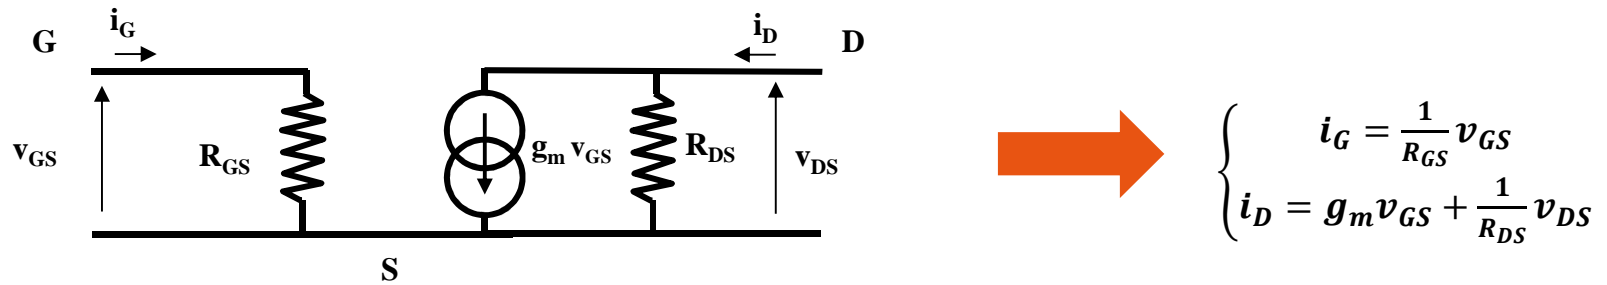 i_G
i_D
G
D
v_GS
R_GS
g_m v_GS
R_DS
v_DS
S
i_G = 1/R_GS v_GS
i_D = g_m v_GS + 1/R_DS v_DS